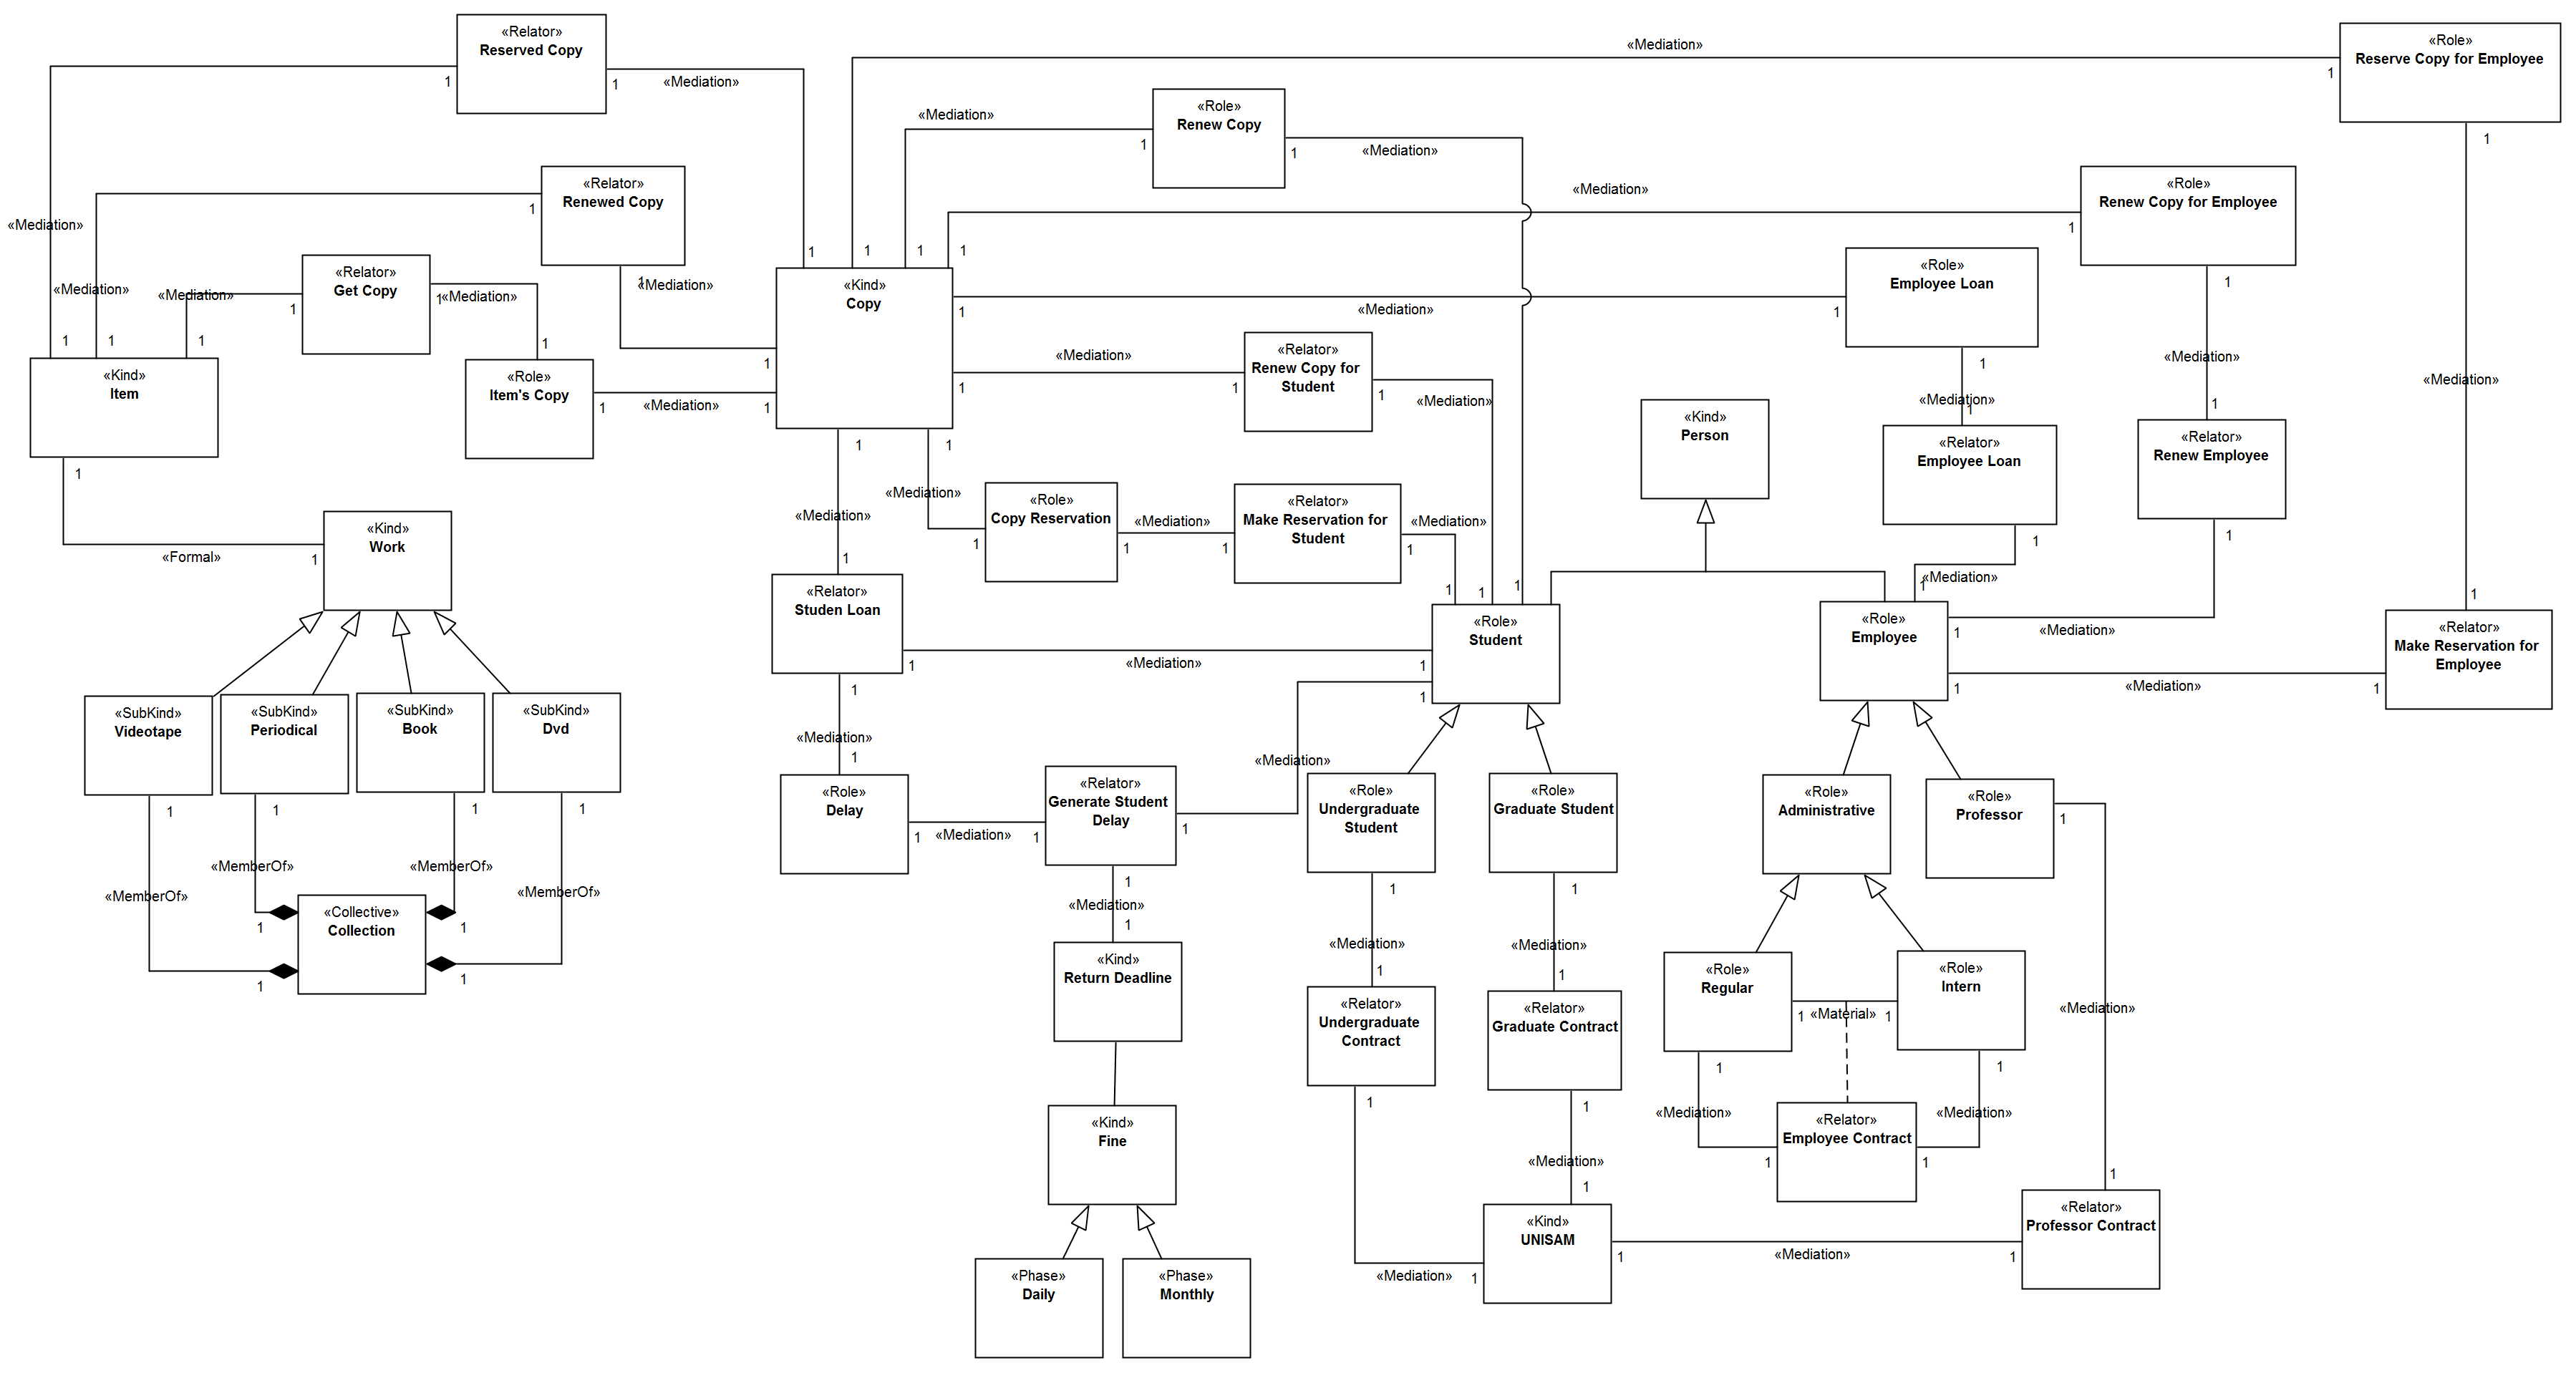 «Relator»
Reserved Copy
1
1
«Mediation»
«Mediation»
«Role»
Reserve Copy for Employee
1
1
«Role»
Renew Copy
«Mediation»
1
1
«Mediation»
«Relator»
Renewed Copy
1
1
«Mediation»
«Mediation»
«Role»
Renew Copy for Employee
1
1
«Mediation»
«Mediation»
«Relator»
Get Copy
«Mediation»
1
1
«Mediation»
1
1
1
1
1
1
1
1
«Kind»
Copy
1
«Mediation»
1
«Role»
Employee Loan
1
«Mediation»
1
«Kind»
Item
1
«Role»
Item's Copy
1
«Mediation»
1
1
1
«Mediation»
1
«Relator»
Renew Copy for
Student
1
«Mediation»
«Kind»
Person
«Relator»
Employee Loan
1
«Mediation»
1
«Relator»
Renew Employee
1
«Mediation»
«Mediation»
1
1
«Mediation»
«Mediation»
1
«Role»
Copy Reservation
1
«Mediation»
1
«Relator»
Make Reservation for
Student
1
«Mediation»
1
1
1
«Formal»
1
«Kind»
Work
1
«Relator»
Studen Loan
1
«Mediation»
1
1
«Role»
Student
«Role»
Employee
1
«Mediation»
1
«Mediation»
1
1
«Relator»
Make Reservation for
Employee
«SubKind»
Videotape
«SubKind»
Periodical
«SubKind»
Book
«SubKind»
Dvd
1
1
1
1
«MemberOf»
«MemberOf»
«MemberOf»
«MemberOf»
«Collective»
Collection
1
1
1
1
1
«Mediation»
1
«Role»
Delay
1
«Mediation»
1
«Relator»
Generate Student
Delay
1
«Mediation»
1
«Mediation»
1
«Kind»
Return Deadline
«Kind»
Fine
«Phase»
Daily
«Phase»
Monthly
«Role»
Undergraduate
Student
1
«Mediation»
1
«Relator»
Undergraduate
Contract
1
«Mediation»
1
«Role»
Graduate Student
1
«Mediation»
1
«Relator»
Graduate Contract
1
«Mediation»
1
«Kind»
UNISAM
1
«Mediation»
1
«Role»
Administrative
«Role»
Professor
1
«Mediation»
1
«Role»
Regular
1
«Material»
1
«Role»
Intern
1
1
«Mediation»
«Mediation»
«Relator»
Employee Contract
1
1
«Relator»
Professor Contract